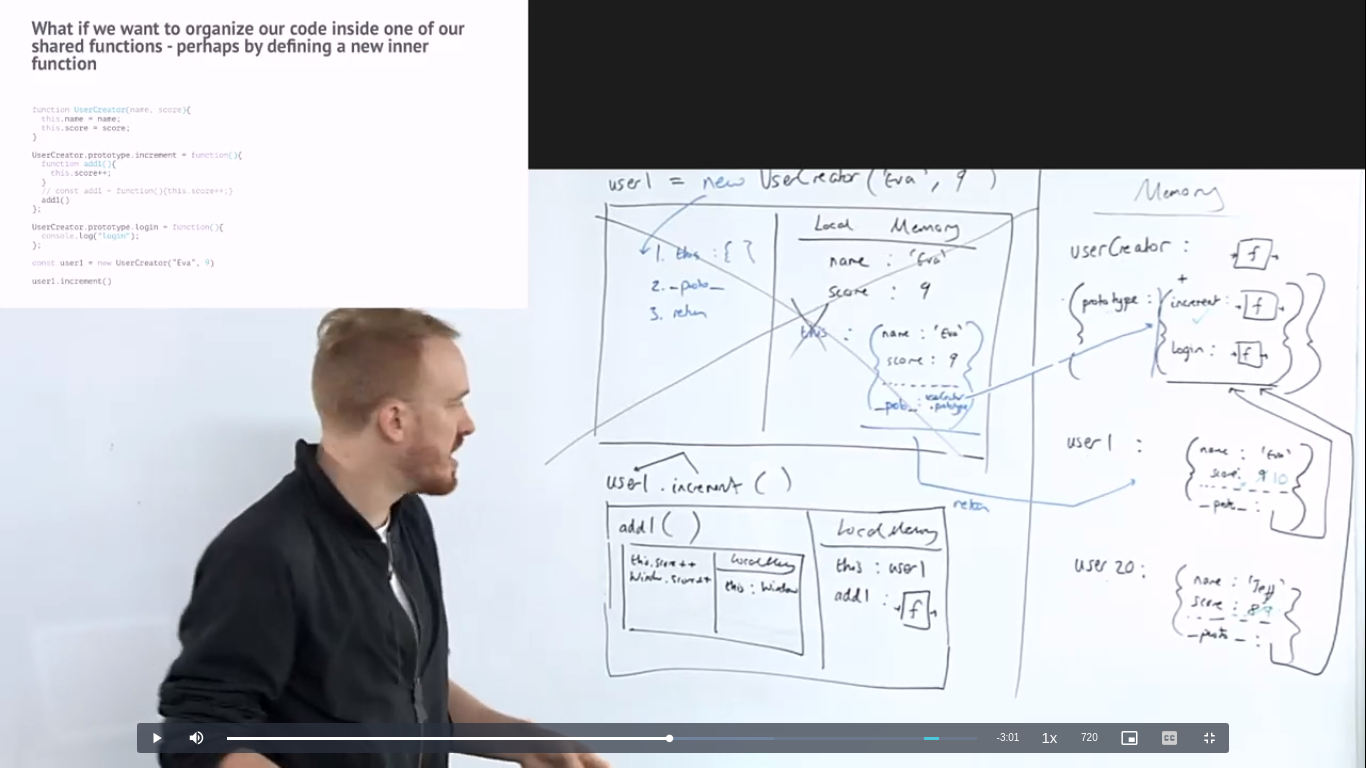 What if we want to organize our code inside one of our
shared functions - perhaps by defining a new inner
function
function UserCreator(name, score){
this.name = name;
this.score = score;
}
UserCreator.prototype.increment = function(){
function add1(){
this.score++;
}
// const add1 = function(){this.score++;}
add1()
};
UserCreator.prototype.login = function(){
console.log("login");
};
const user1 = new UserCreator("Eva", 9)
user1.increment()
user1 = new UserCreator('Eva', 9)
1. this : { }
2. __proto__
3. return
Local Memory
name : 'Eva'
score : 9
this : { name : 'Eva'
score : 9
__proto__ : userCreator
.prototype }
return
user1.increment()
add1()
this.score++
Window.score++
Local Memory
this : Window
Local Memory
this : user1
add1 : f
Memory
userCreator : f
+
{ prototype : { increment : f
login : f } }
user1 :
{ name : 'Eva'
score: 9 10
__proto__ : }
user20 :
{ name : 'Jeff'
score : 8 9
__proto__ : }
-3:01
1x
720
CC